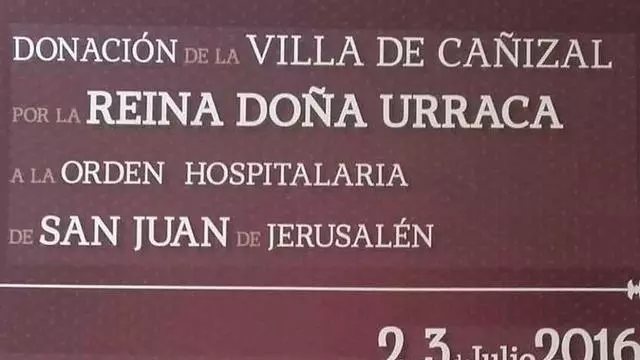 DONACIÓN DE LA VILLA DE CAÑIZAL
POR LA REINA DOÑA URRACA
A LA ORDEN HOSPITALARIA
DE SAN JUAN DE JERUSALÉN
2 3 Julio 2016